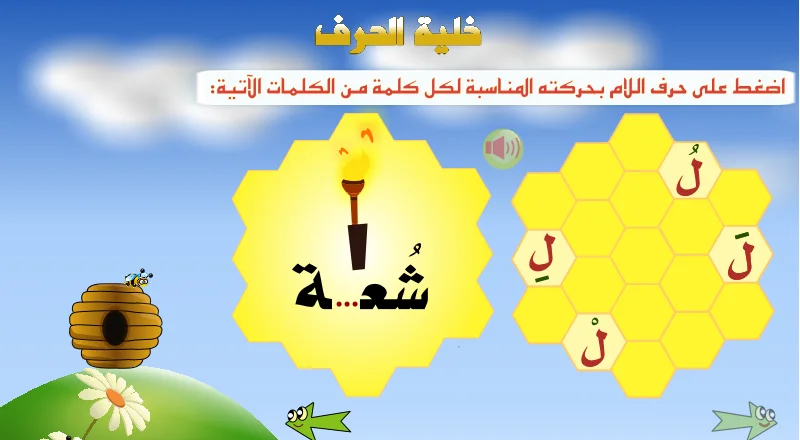 خلية الحرف
اضغط على حرف اللام بحركته المناسبة لكل كلمة من الكلمات الآتية:
شُعـ...ـة
لُ
لَ
لِ
لْ